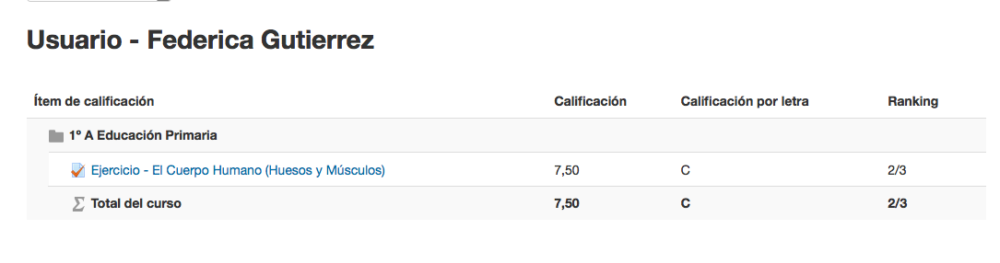 Usuario - Federica Gutierrez
Ítem de calificación Calificación Calificación por letra Ranking
1º A Educación Primaria
Ejercicio - El Cuerpo Humano (Huesos y Músculos) 7,50 C 2/3
Total del curso 7,50 C 2/3